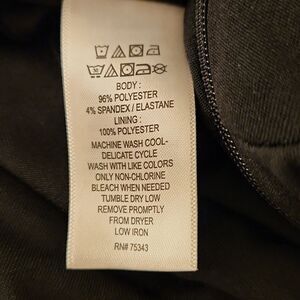 BODY:
96% POLYESTER
4% SPANDEX / ELASTANE
LINING:
100% POLYESTER
MACHINE WASH COOL-
DELICATE CYCLE
WASH WITH LIKE COLORS
ONLY NON-CHLORINE
BLEACH WHEN NEEDED
TUMBLE DRY LOW
REMOVE PROMPTLY
FROM DRYER
LOW IRON
RN# 75343